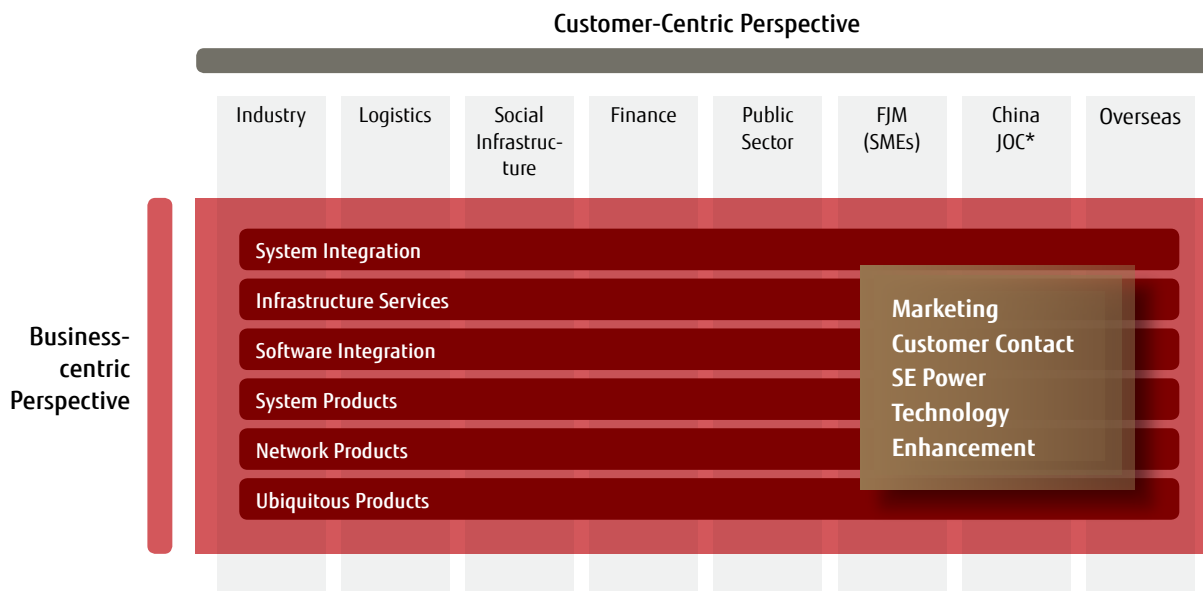 Customer-Centric Perspective
Industry
Logistics
Social
Infrastruc-
ture
Finance
Public
Sector
FJM
(SMEs)
China
JOC*
Overseas
Business-
centric
Perspective
System Integration
Infrastructure Services
Software Integration
System Products
Network Products
Ubiquitous Products
Marketing
Customer Contact
SE Power
Technology
Enhancement